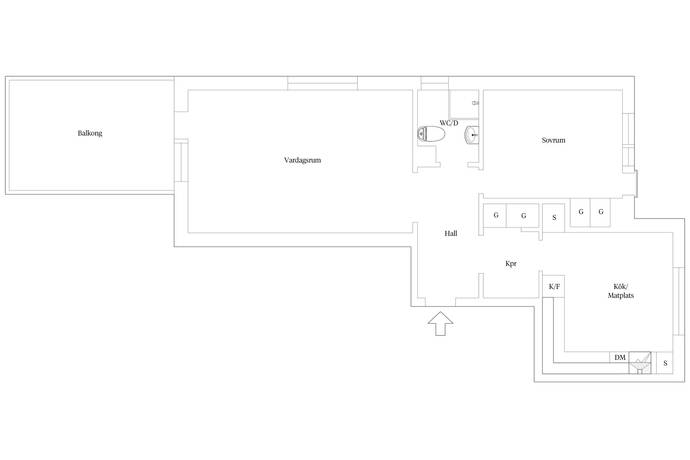 Balkong
Vardagsrum
WC/D
Sovrum
G
G
S
G
G
Hall
Kpr
K/F
Kök/
Matplats
DM
S